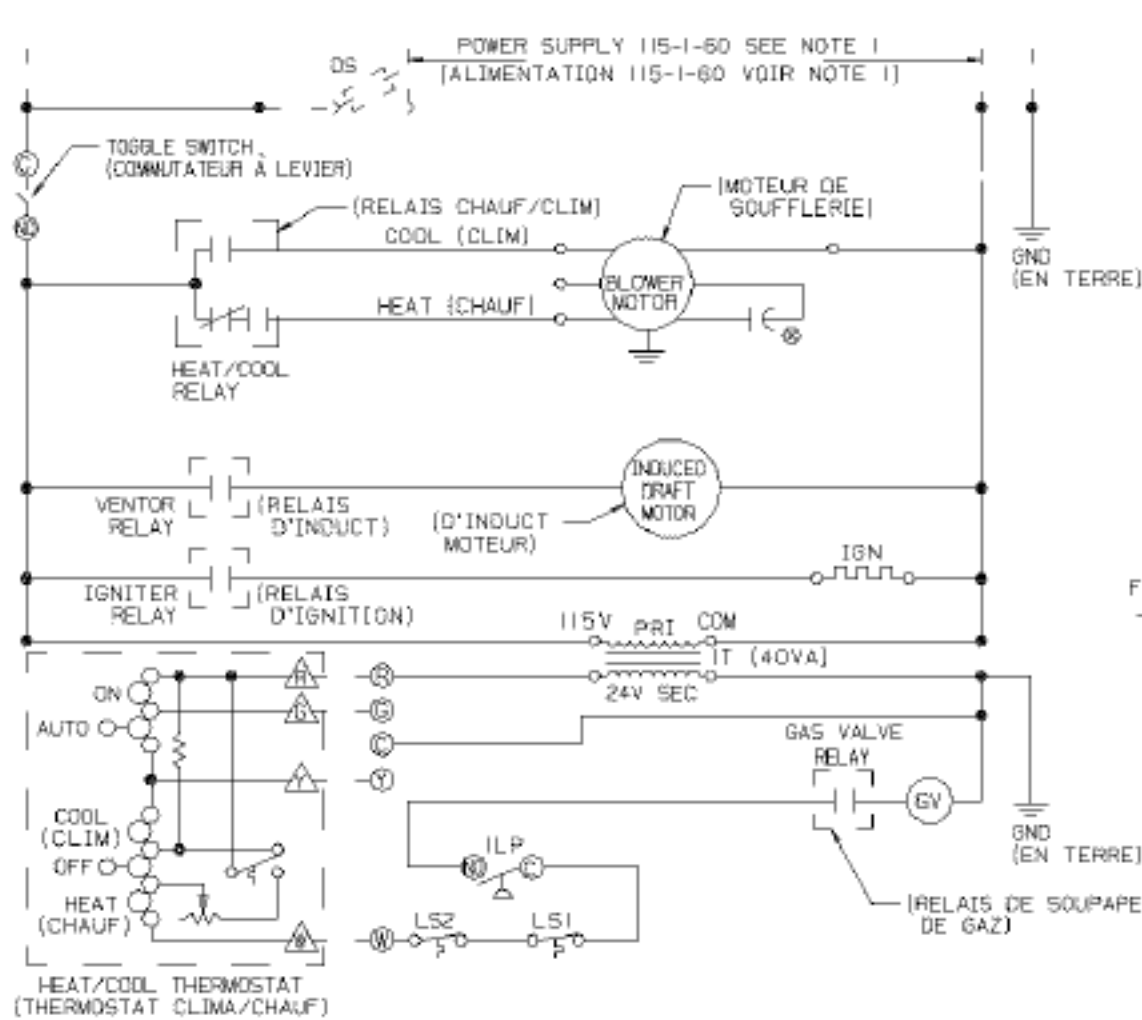 POWER SUPPLY 115-1-60 SEE NOTE 1
(ALIMENTATION 115-1-60 VOIR NOTE 1)
DS
TOGGLE SWITCH
(COMMUTATEUR À LEVIER)
C
NO
(RELAIS CHAUF/CLIM)
COOL (CLIM)
(MOTEUR DE
SOUFFLERIE)
BLOWER
MOTOR
HEAT (CHAUF)
HEAT/COOL
RELAY
GND
(EN TERRE)
VENTOR
RELAY
(RELAIS
D'INDUCT)
INDUCED
DRAFT
MOTOR
(D'INDUCT
MOTEUR)
IGNITER
RELAY
(RELAIS
D'IGNITION)
IGN
F
115V PRI COM
1T (40VA)
24V SEC
ON
AUTO
R
R
G
G
C
Y
Y
COOL
(CLIM)
OFF
HEAT
(CHAUF)
W
W
GAS VALVE
RELAY
GV
GND
(EN TERRE)
ILP
NO
C
LS2
LS1
(RELAIS DE SOUPAPE
DE GAZ)
HEAT/COOL THERMOSTAT
(THERMOSTAT CLIMA/CHAUF)